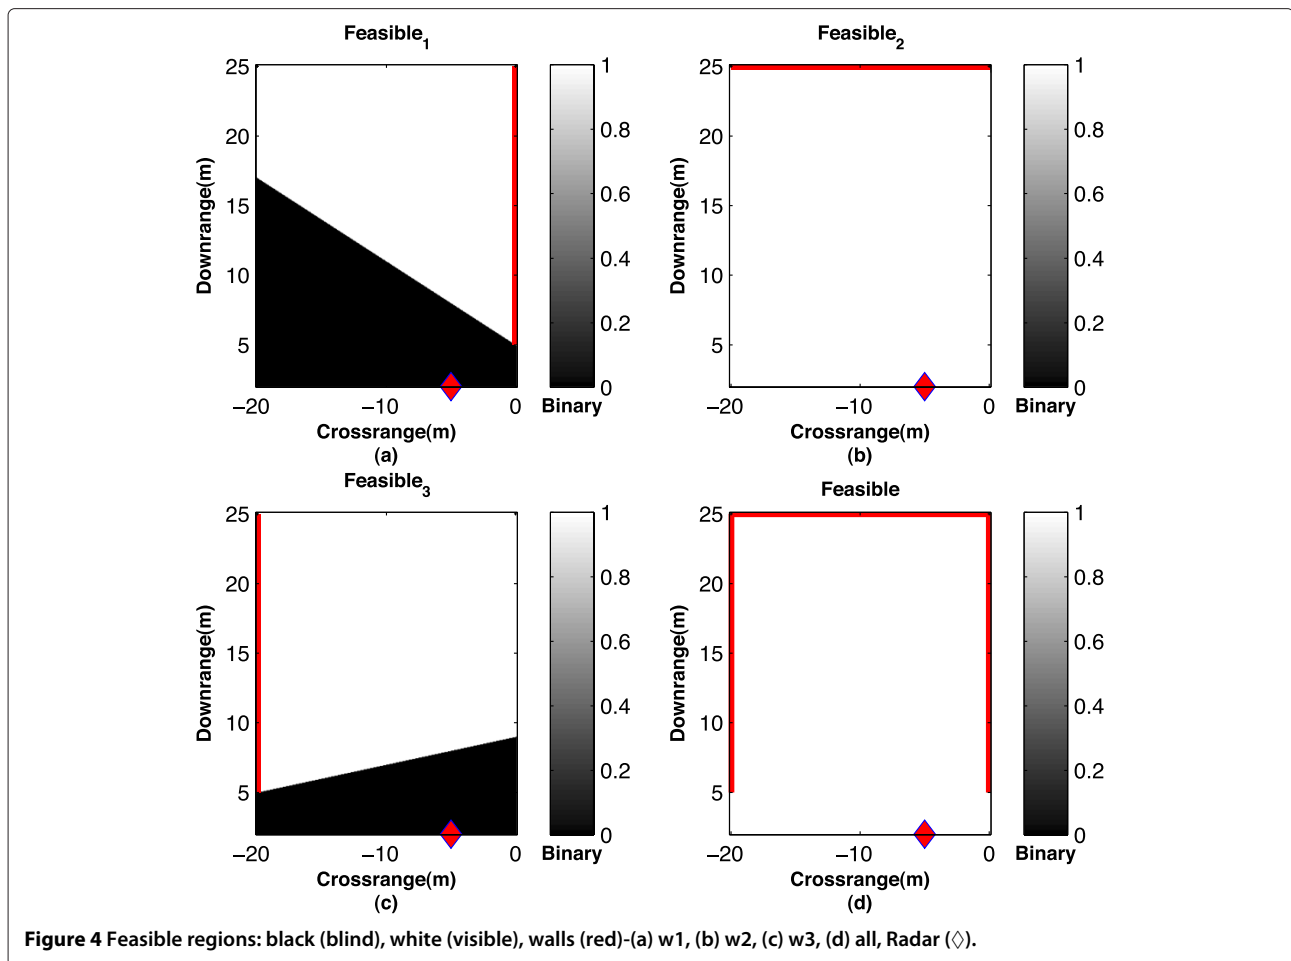 Feasible₁
Feasible₂
25
20
15
10
5
Downrange(m)
−20
−10
0
Crossrange(m)
(a)
1
0.8
0.6
0.4
0.2
0
Binary
25
20
15
10
5
Downrange(m)
−20
−10
0
Crossrange(m)
(b)
1
0.8
0.6
0.4
0.2
0
Binary
Feasible₃
Feasible
25
20
15
10
5
Downrange(m)
−20
−10
0
Crossrange(m)
(c)
1
0.8
0.6
0.4
0.2
0
Binary
25
20
15
10
5
Downrange(m)
−20
−10
0
Crossrange(m)
(d)
1
0.8
0.6
0.4
0.2
0
Binary
Figure 4 Feasible regions: black (blind), white (visible), walls (red)-(a) w1, (b) w2, (c) w3, (d) all, Radar (◇).